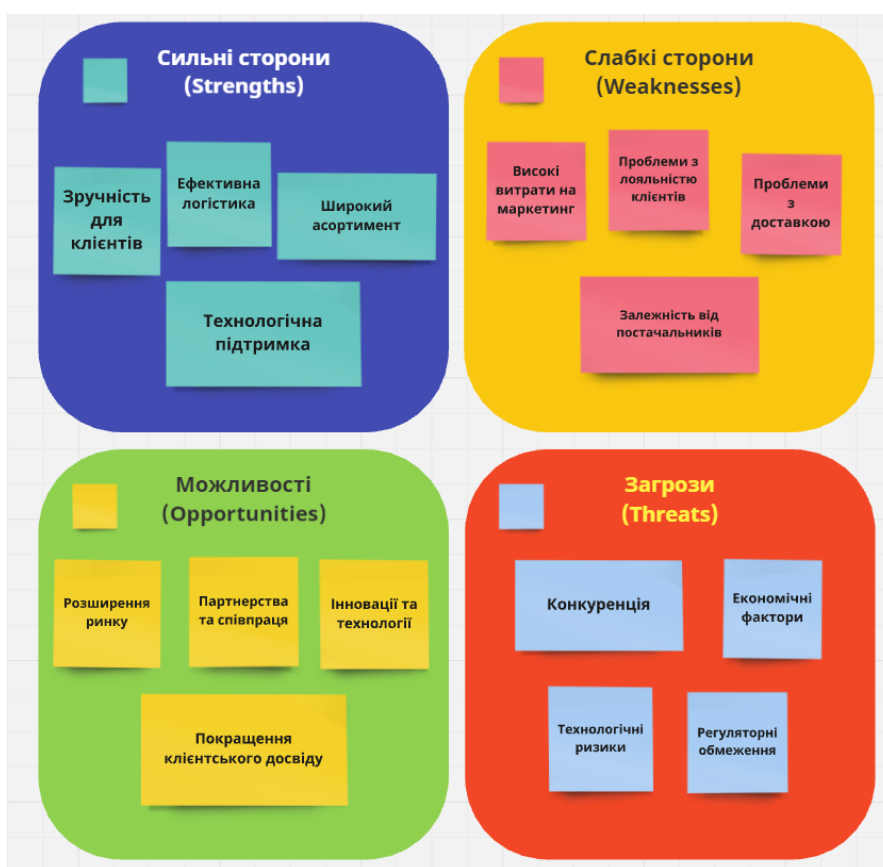 Сильні сторони
(Strengths)
Зручність
для
клієнтів
Ефективна
логістика
Широкий
асортимент
Технологічна
підтримка
Слабкі сторони
(Weaknesses)
Високі
витрати на
маркетинг
Проблеми з
лояльністю
клієнтів
Проблеми
з
доставкою
Залежність від
постачальників
Можливості
(Opportunities)
Розширення
ринку
Партнерства
та співпраця
Інновації та
технології
Покращення
клієнтського досвіду
Загрози
(Threats)
Конкуренція
Економічні
фактори
Технологічні
ризики
Регуляторні
обмеження